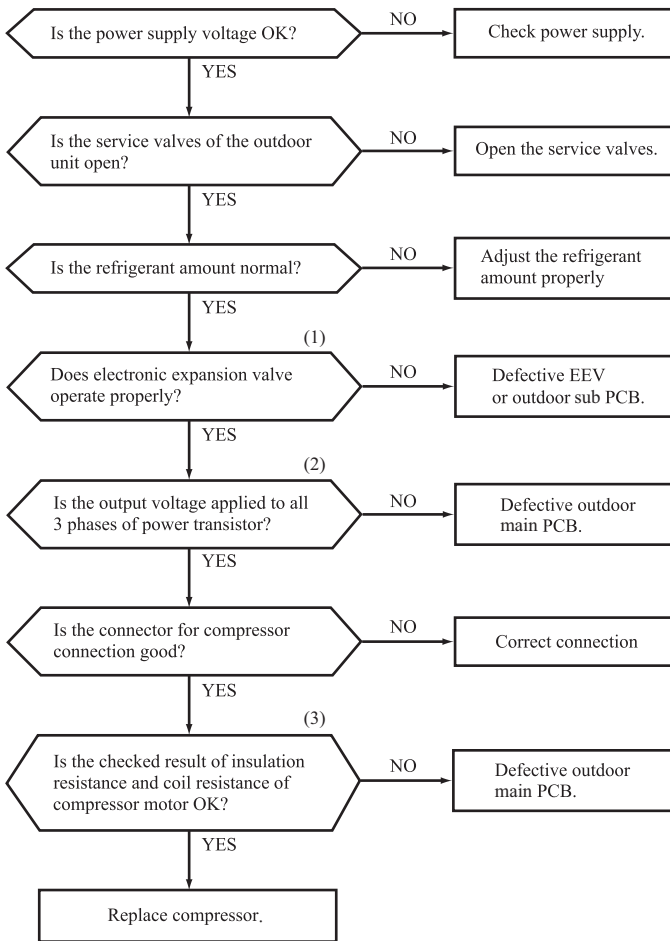 Is the power supply voltage OK?
NO
Check power supply.
YES
Is the service valves of the outdoor
unit open?
NO
Open the service valves.
YES
Is the refrigerant amount normal?
NO
Adjust the refrigerant
amount properly
YES
(1)
Does electronic expansion valve
operate properly?
NO
Defective EEV
or outdoor sub PCB.
YES
(2)
Is the output voltage applied to all
3 phases of power transistor?
NO
Defective outdoor
main PCB.
YES
Is the connector for compressor
connection good?
NO
Correct connection
YES
(3)
Is the checked result of insulation
resistance and coil resistance of
compressor motor OK?
NO
Defective outdoor
main PCB.
YES
Replace compressor.